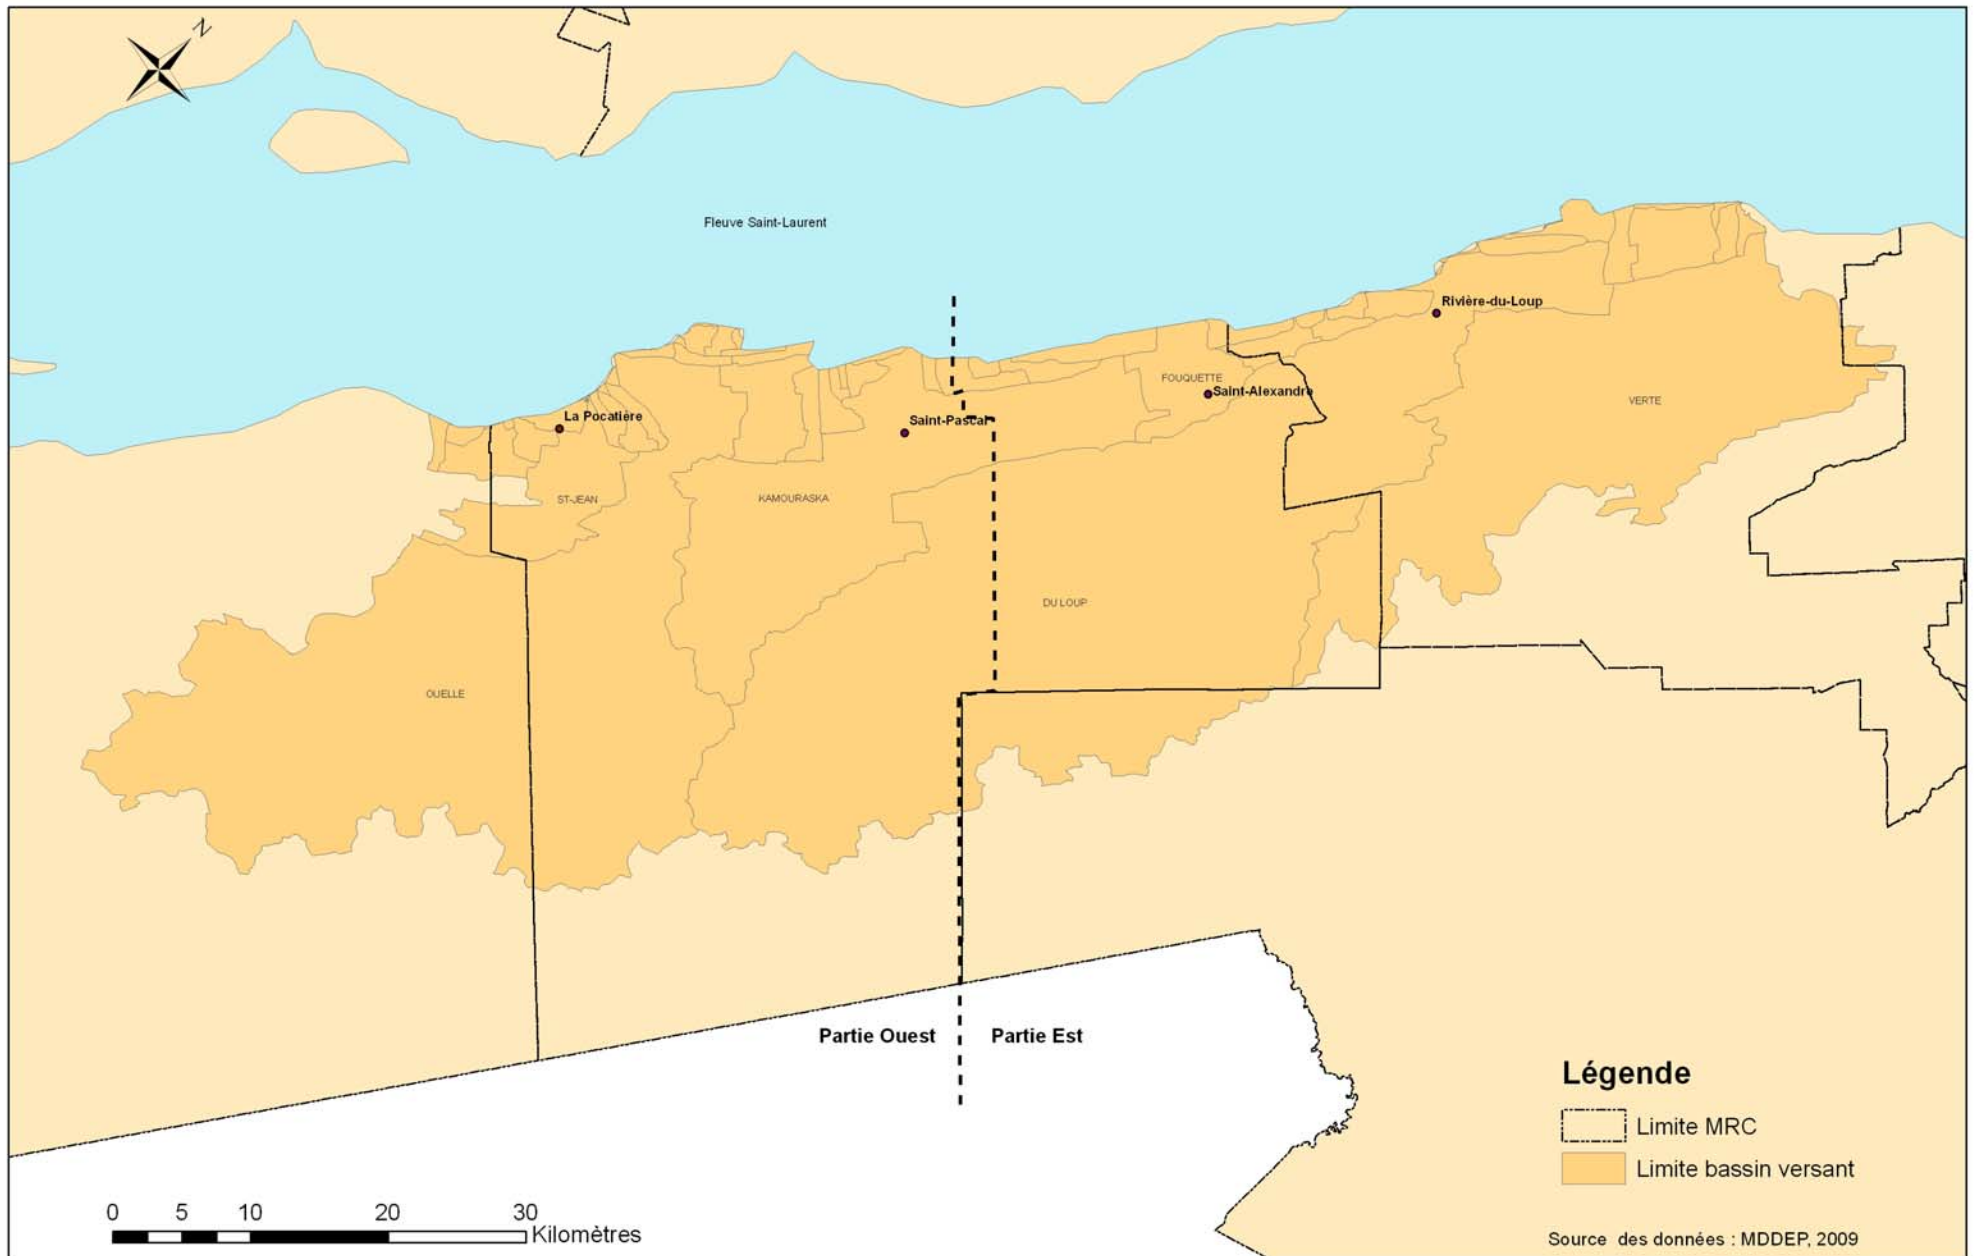 N
Fleuve Saint-Laurent
Rivière-du-Loup
FOUQUETTE
Saint-Alexandre
VERTE
La Pocatière
Saint-Pascal
ST-JEAN
KAMOURASKA
DU LOUP
OUELLE
Partie Ouest
Partie Est
Légende
Limite MRC
Limite bassin versant
0 5 10 20 30
Kilomètres
Source des données : MDDEP, 2009